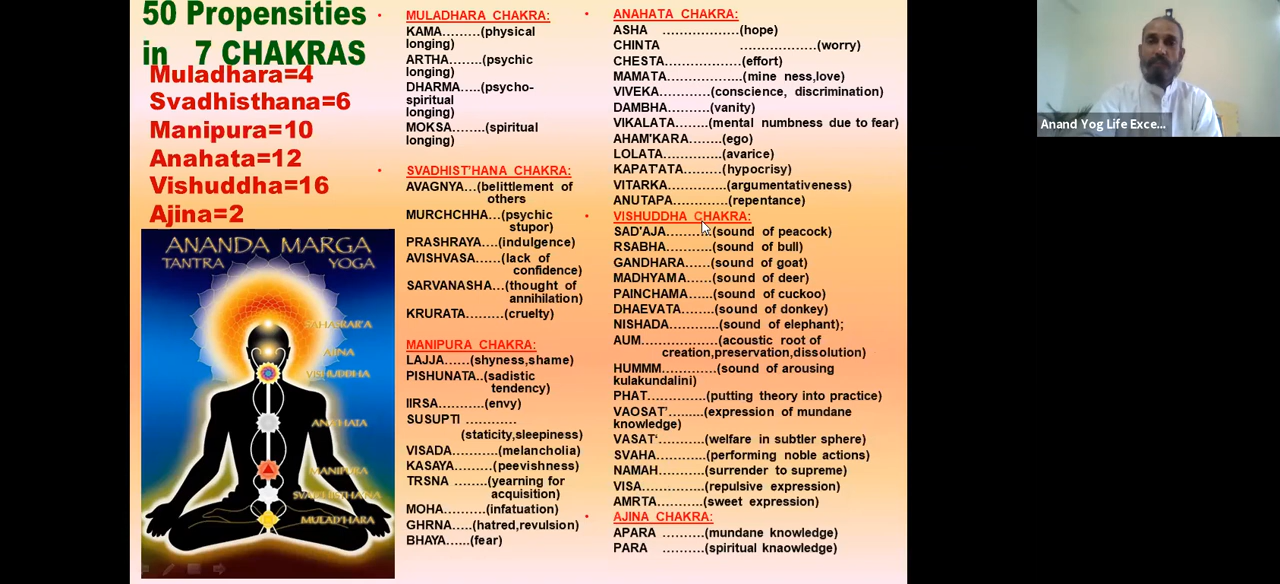 50 Propensities
in 7 CHAKRAS
Muladhara=4
Svadhisthana=6
Manipura=10
Anahata=12
Vishuddha=16
Ajina=2
ANANDA MARGA
TANTRA YOGA
SAHASRAR'A
AJINA
VISHUDDHA
ANA'HATA
MANIPURA
SVADHISTHANA
MULAD'HARA
• MULADHARA CHAKRA:
KAMA.........(physical
longing)
ARTHA.......(psychic
longing)
DHARMA.....(psycho-
spiritual
longing)
MOKSA.......(spiritual
longing)
• SVADHIST'HANA CHAKRA:
AVAGNYA...(belittlement of
others
MURCHCHHA...(psychic
stupor)
PRASHRAYA....(indulgence)
AVISHVASA......(lack of
confidence)
SARVANASHA...(thought of
annihilation)
KRURATA.........(cruelty)
MANIPURA CHAKRA:
LAJJA......(shyness,shame)
PISHUNATA..(sadistic
tendency)
IIRSA...........(envy)
SUSUPTI ............
(staticity,sleepiness)
VISADA.........(melancholia)
KASAYA.........(peevishness)
TRSNA ........(yearning for
acquisition)
MOHA...........(infatuation)
GHRNA.....(hatred,revulsion)
BHAYA......(fear)
• ANAHATA CHAKRA:
ASHA ..................(hope)
CHINTA ..................(worry)
CHESTA..................(effort)
MAMATA..................(mine ness,love)
VIVEKA............(conscience, discrimination)
DAMBHA..........(vanity)
VIKALATA........(mental numbness due to fear)
AHAM'KARA........(ego)
LOLATA..............(avarice)
KAPAT'ATA........(hypocrisy)
VITARKA..............(argumentativeness)
ANUTAPA............(repentance)
• VISHUDDHA CHAKRA:
SAD'AJA..........(sound of peacock)
RSABHA...........(sound of bull)
GANDHARA......(sound of goat)
MADHYAMA......(sound of deer)
PAINCHAMA......(sound of cuckoo)
DHAEVATA........(sound of donkey)
NISHADA............(sound of elephant);
AUM..................(acoustic root of
creation,preservation,dissolution)
HUMMM.............(sound of arousing
kulakundalini)
PHAT..............(putting theory into practice)
VAOSAT'.........(expression of mundane
knowledge)
VASAT'...........(welfare in subtler sphere)
SVAHA............(performing noble actions)
NAMAH...........(surrender to supreme)
VISA...............(repulsive expression)
AMRTA............(sweet expression)
• AJINA CHAKRA:
APARA ..........(mundane knowledge)
PARA ..........(spiritual knaowledge)
Anand Yog Life Exce...